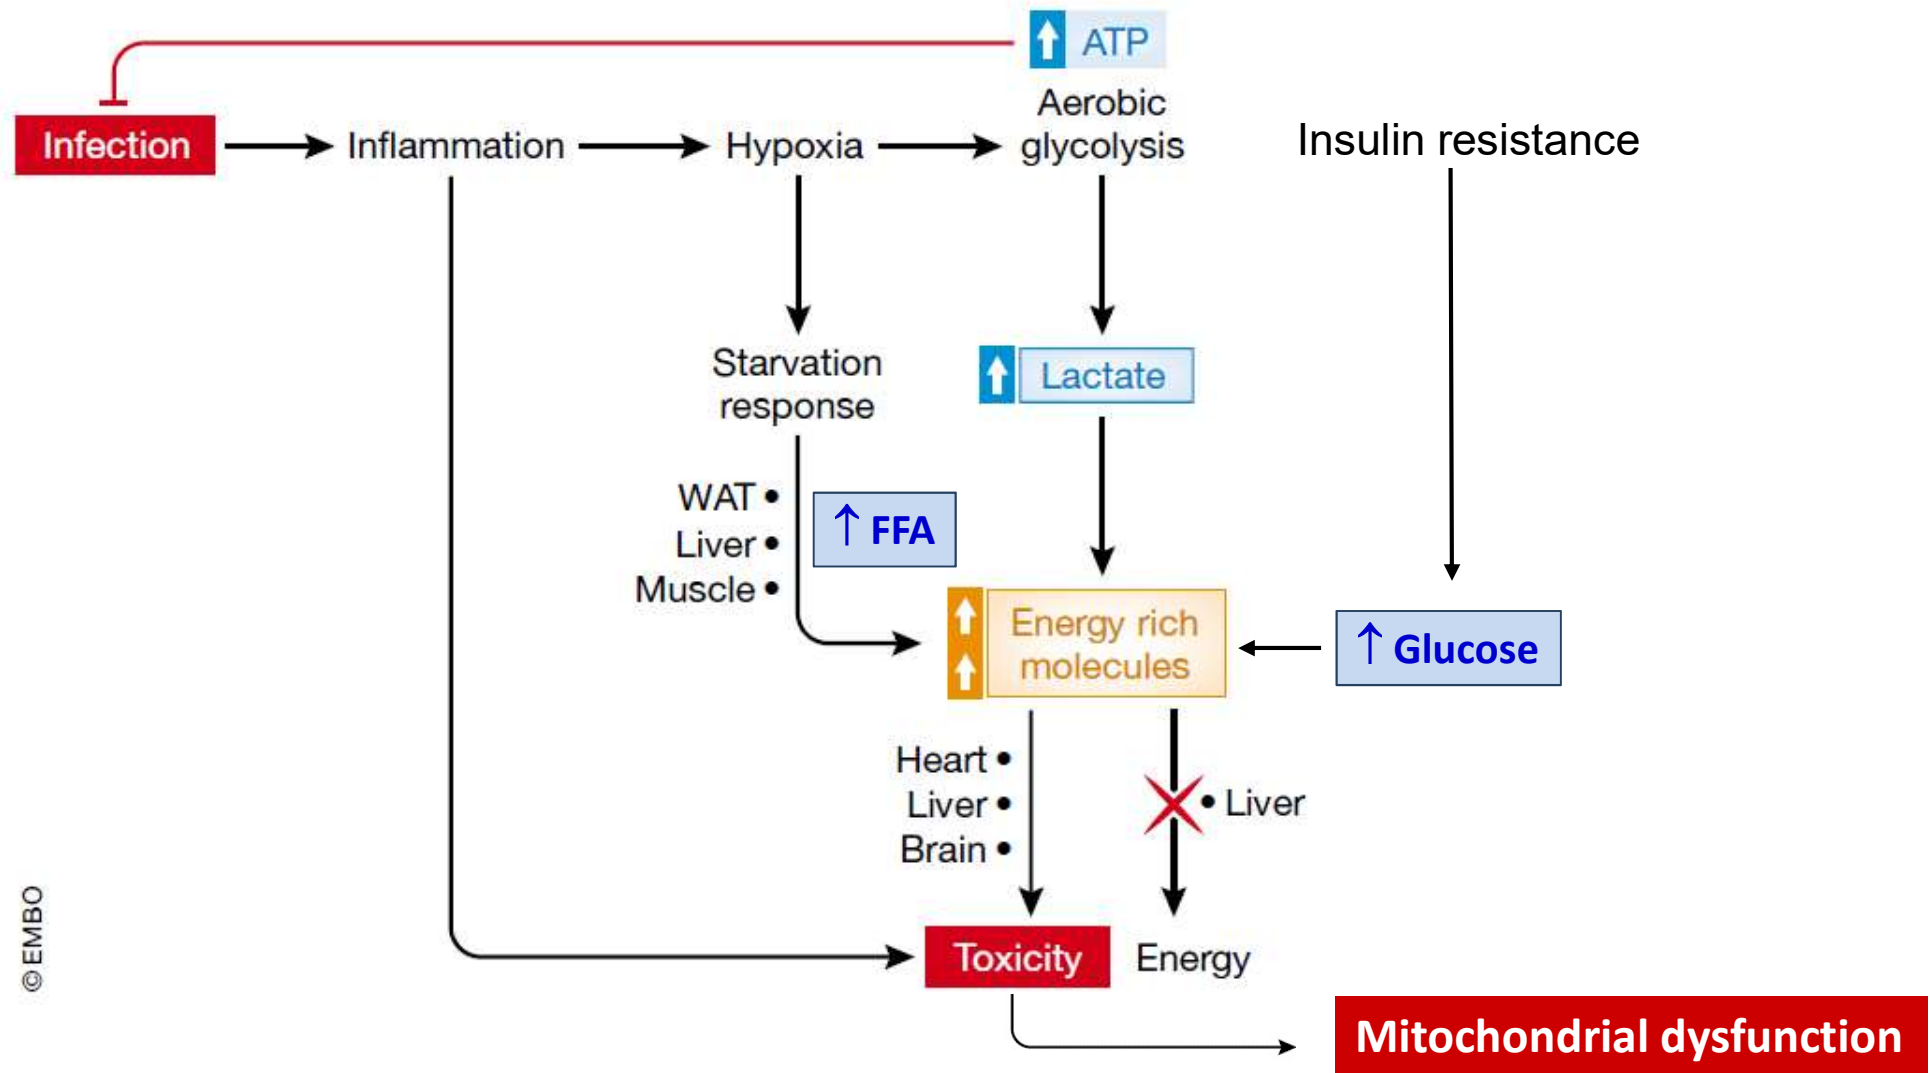 ATP
Aerobic
glycolysis
Infection
Inflammation
Hypoxia
Insulin resistance
Starvation
response
Lactate
WAT •
Liver •
Muscle •
↑ FFA
Energy rich
molecules
↑ Glucose
Heart •
Liver •
Brain •
• Liver
Toxicity
Energy
Mitochondrial dysfunction
©EMBO